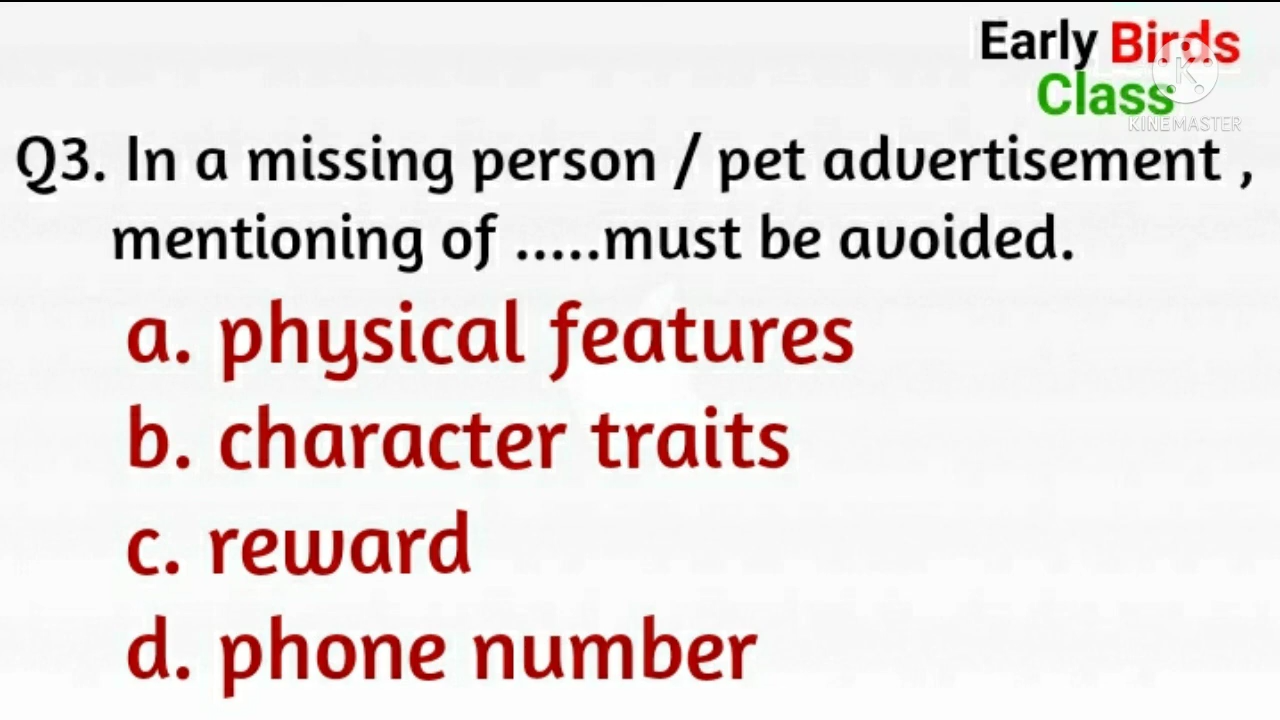 Early Birds
Class
K
KINEMASTER
Q3. In a missing person / pet advertisement ,
mentioning of .....must be avoided.
a. physical features
b. character traits
c. reward
d. phone number